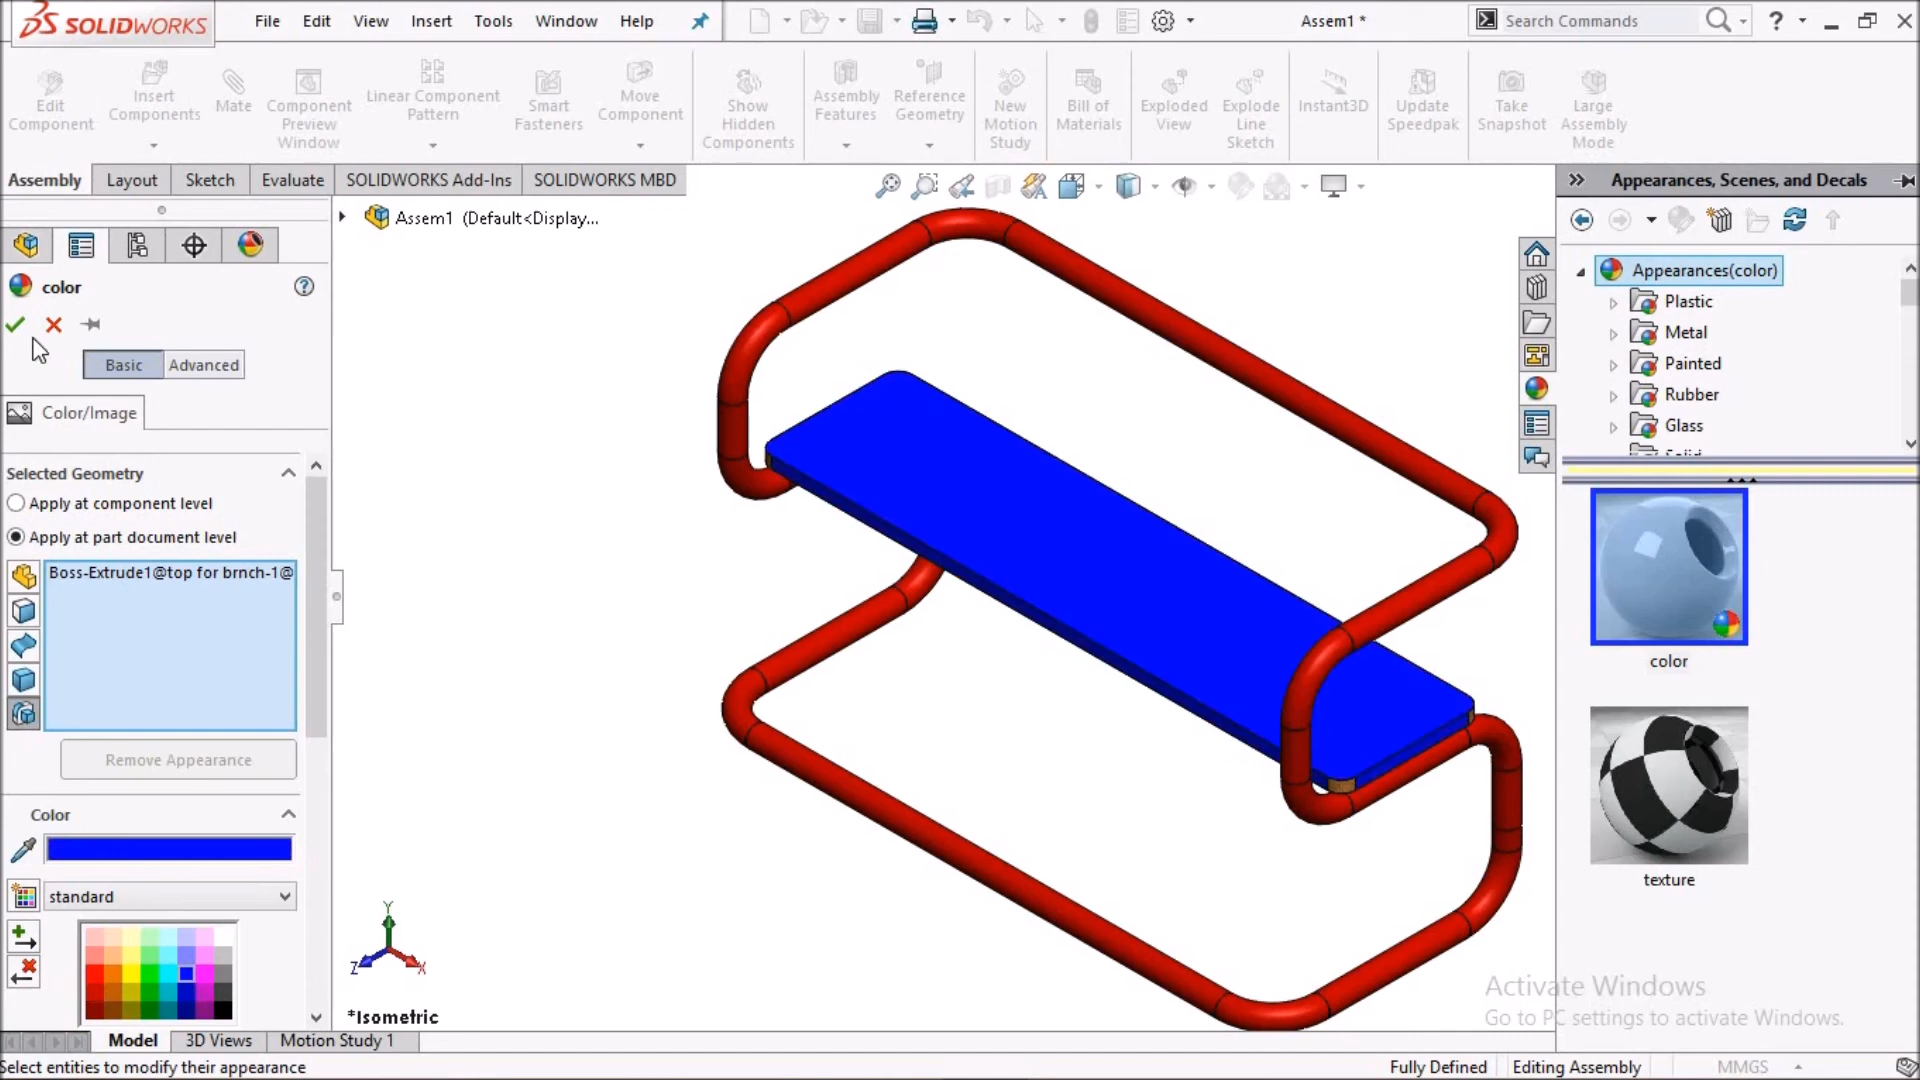 SOLIDWORKS File Edit View Insert Tools Window Help Assem1 * Search Commands ?
Edit Component
Insert Components
Mate
Component Preview Window
Linear Component Pattern
Smart Fasteners
Move Component
Show Hidden Components
Assembly Features
Reference Geometry
New Motion Study
Bill of Materials
Exploded View
Explode Line Sketch
Instant3D
Update Speedpak
Take Snapshot
Large Assembly Mode
Assembly Layout Sketch Evaluate SOLIDWORKS Add-Ins SOLIDWORKS MBD
Appearances, Scenes, and Decals
Assem1 (Default<Display...
color
Basic Advanced
Color/Image
Selected Geometry
Apply at component level
Apply at part document level
Boss-Extrude1@top for brnch-1@
Remove Appearance
Color
standard
Y
Z X
*Isometric
Appearances(color)
Plastic
Metal
Painted
Rubber
Glass
color
texture
Activate Windows
Go to PC settings to activate Windows.
Model 3D Views Motion Study 1
Select entities to modify their appearance Fully Defined Editing Assembly MMGS